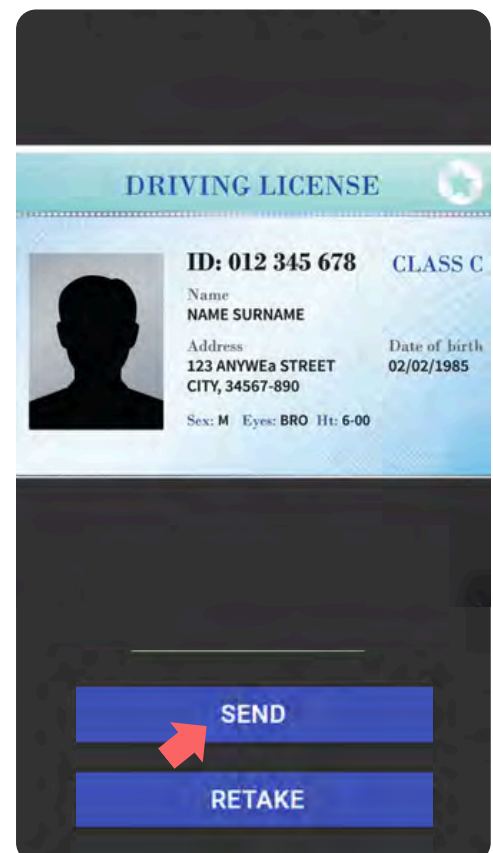 DRIVING LICENSE
ID: 012 345 678 CLASS C
Name
NAME SURNAME
Address Date of birth
123 ANYWEa STREET 02/02/1985
CITY, 34567-890
Sex: M Eyes: BRO Ht: 6-00
SEND
RETAKE